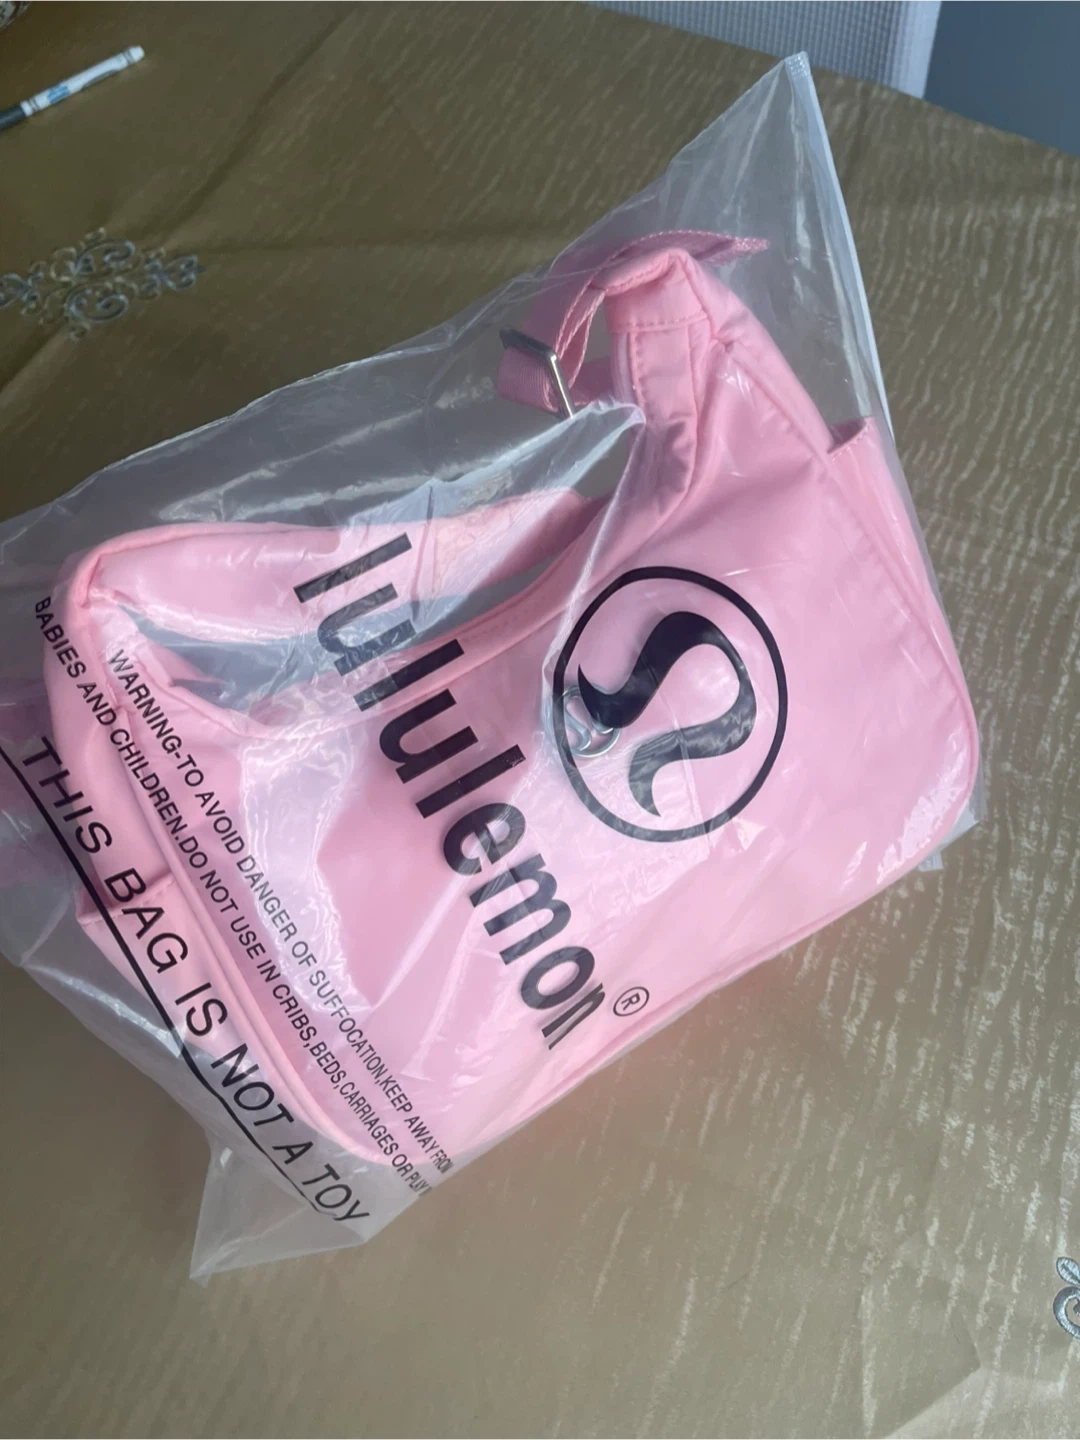 lululemon®
WARNING-TO AVOID DANGER OF SUFFOCATION,KEEP AWAY FROM
BABIES AND CHILDREN.DO NOT USE IN CRIBS,BEDS,CARRIAGES OR PLAY
THIS BAG IS NOT A TOY